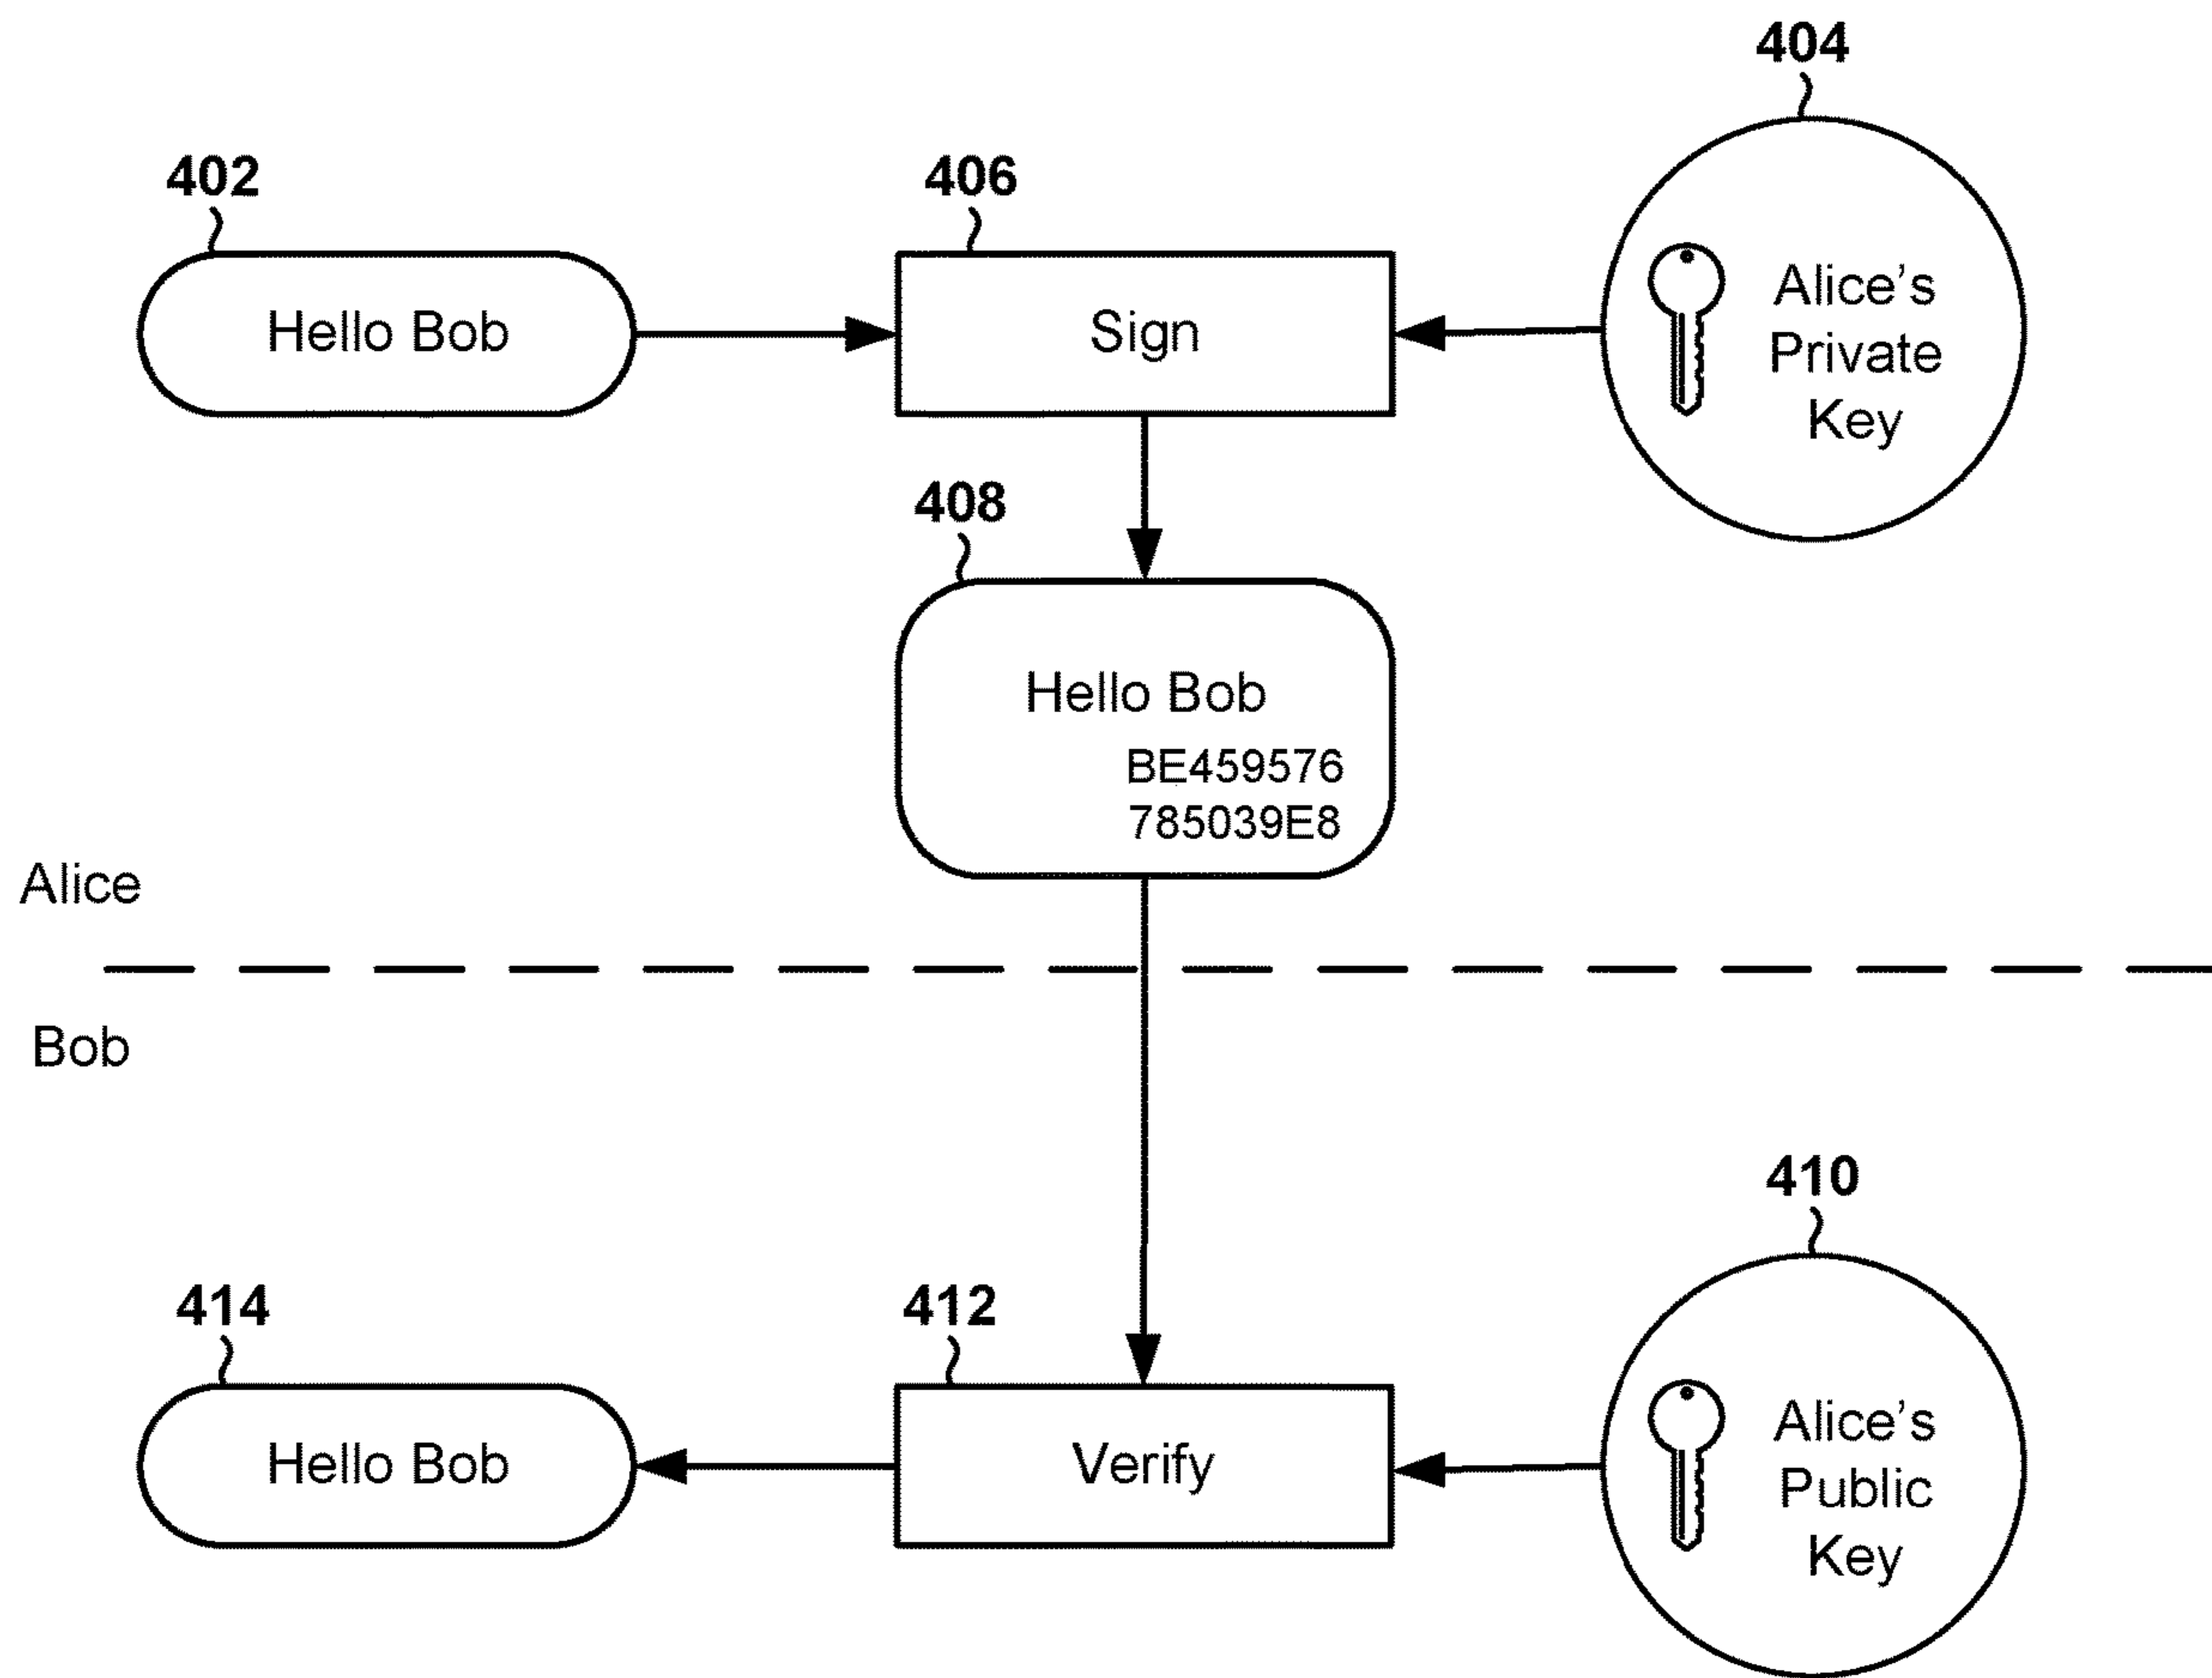 404
402
406
Hello Bob
Sign
Alice's
Private
Key
408
Hello Bob
BE459576
785039E8
Alice
Bob
410
414
412
Hello Bob
Verify
Alice's
Public
Key